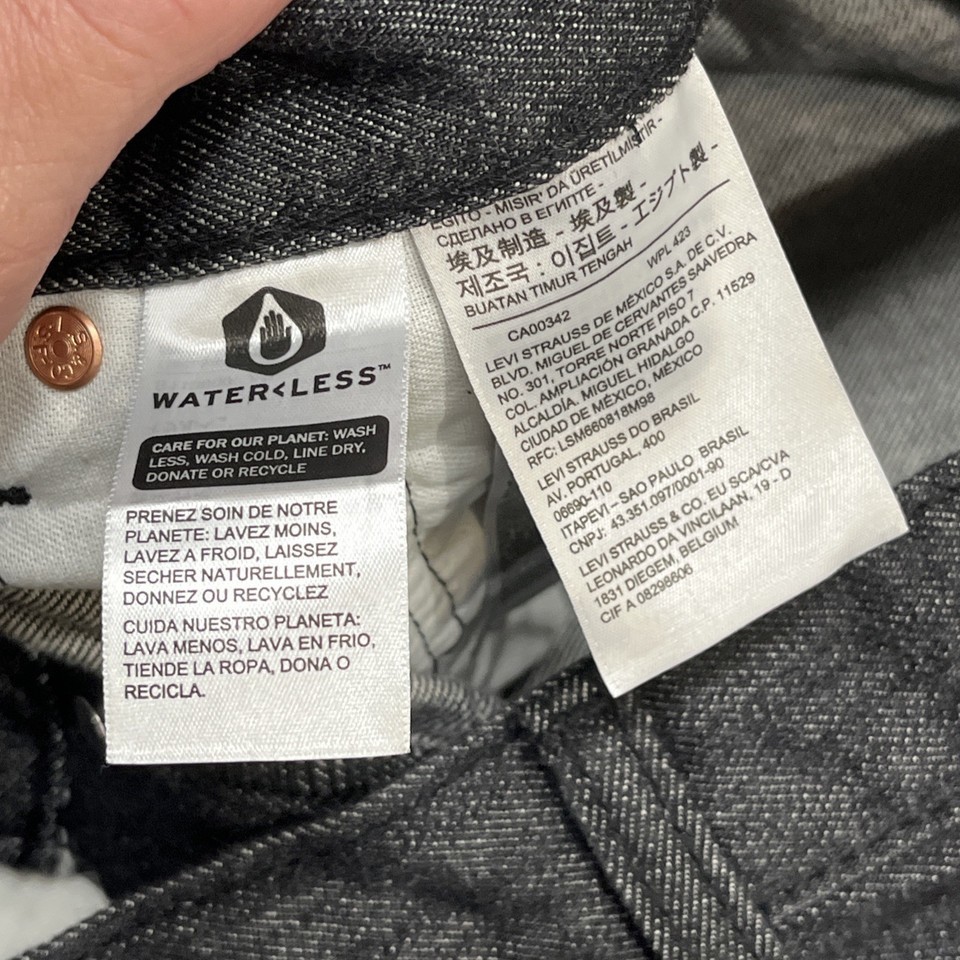 WATER<LESS™
CARE FOR OUR PLANET: WASH
LESS, WASH COLD, LINE DRY,
DONATE OR RECYCLE
PRENEZ SOIN DE NOTRE
PLANETE: LAVEZ MOINS,
LAVEZ A FROID, LAISSEZ
SECHER NATURELLEMENT,
DONNEZ OU RECYCLEZ
CUIDA NUESTRO PLANETA:
LAVA MENOS, LAVA EN FRIO,
TIENDE LA ROPA, DONA O
RECICLA.
EGITO - MISIR' DA ÜRETİLMİŞTİR -
СДЕЛАНО В ЕГИПТЕ -
埃及制造 - 埃及製 -
제조국 : 이집트 - エジプト製 -
BUATAN TIMUR TENGAH
CA00342 WPL 423
LEVI STRAUSS DE MÉXICO S.A. DE C.V.
BLVD. MIGUEL DE CERVANTES SAAVEDRA
NO. 301, TORRE NORTE PISO 7
COL. AMPLIACIÓN GRANADA C.P. 11529
ALCALDÍA. MIGUEL HIDALGO
CIUDAD DE MÉXICO, MÉXICO
RFC: LSM660818M98
LEVI STRAUSS DO BRASIL
AV. PORTUGAL, 400
06690-110
ITAPEVI – SAO PAULO BRASIL
CNPJ: 43.351.097/0001-90
LEVI STRAUSS & CO. EU SCA/CVA
LEONARDO DA VINCILAAN, 19 - D
1831 DIEGEM, BELGIUM
CIF A 08298806